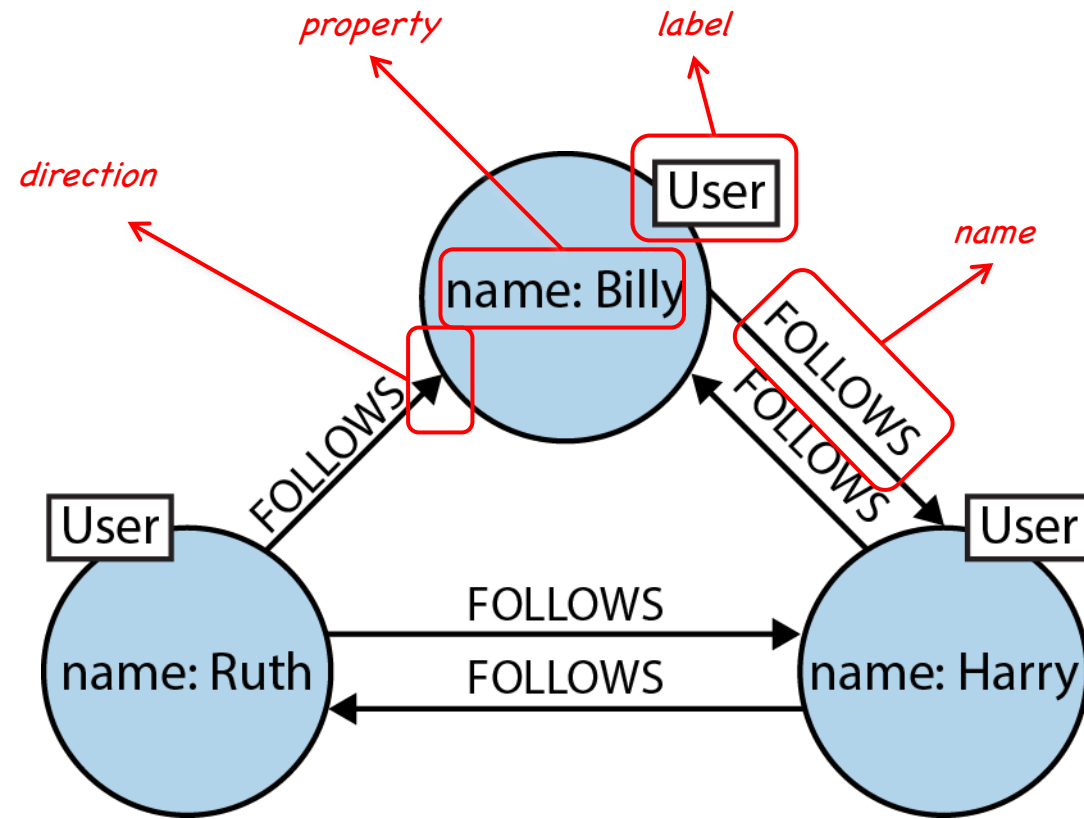 property
label
direction
User
name
name: Billy
FOLLOWS
FOLLOWS
FOLLOWS
User
User
FOLLOWS
name: Ruth
FOLLOWS
name: Harry